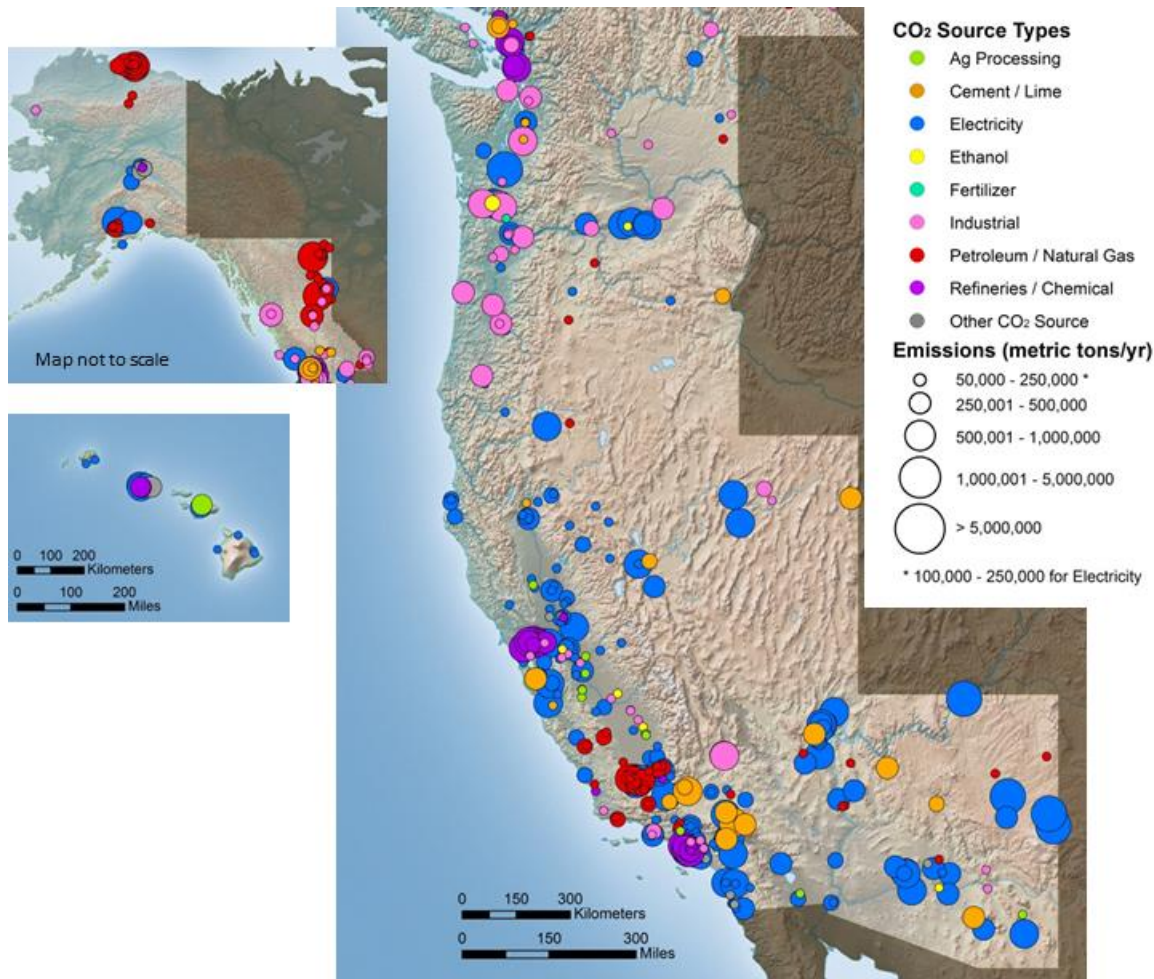 CO₂ Source Types
Ag Processing
Cement / Lime
Electricity
Ethanol
Fertilizer
Industrial
Petroleum / Natural Gas
Refineries / Chemical
Other CO₂ Source
Emissions (metric tons/yr)
50,000 - 250,000 *
250,001 - 500,000
500,001 - 1,000,000
1,000,001 - 5,000,000
> 5,000,000
* 100,000 - 250,000 for Electricity
Map not to scale
0 100 200
Kilometers
0 100 200
Miles
0 150 300
Kilometers
0 150 300
Miles